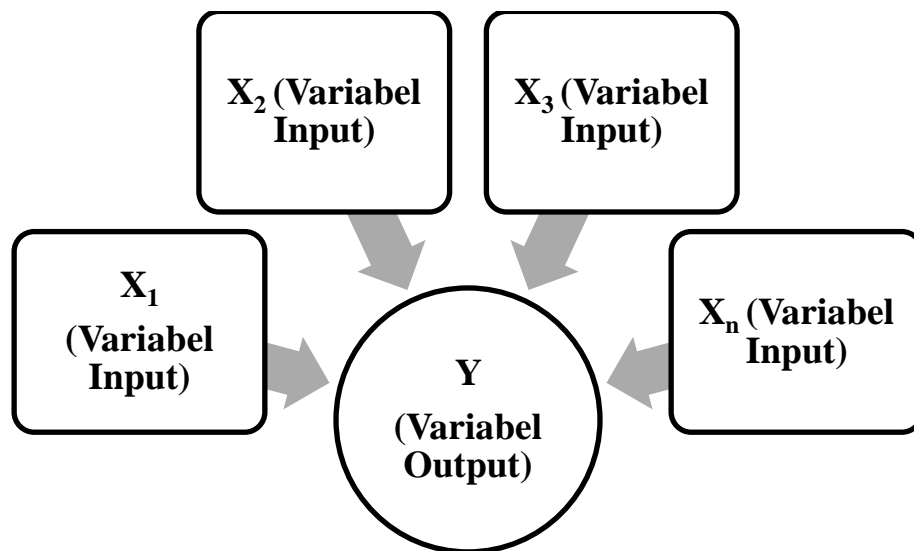 X₂ (Variabel
Input)
X₃ (Variabel
Input)
X₁
(Variabel
Input)
Xₙ (Variabel
Input)
Y
(Variabel
Output)